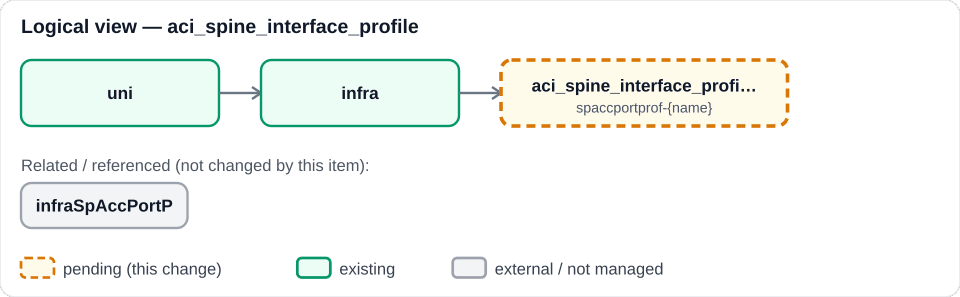 Logical view — aci_spine_interface_profile
uni
infra
aci_spine_interface_profi…
spaccportprof-{name}
Related / referenced (not changed by this item):
infraSpAccPortP
pending (this change)
existing
external / not managed